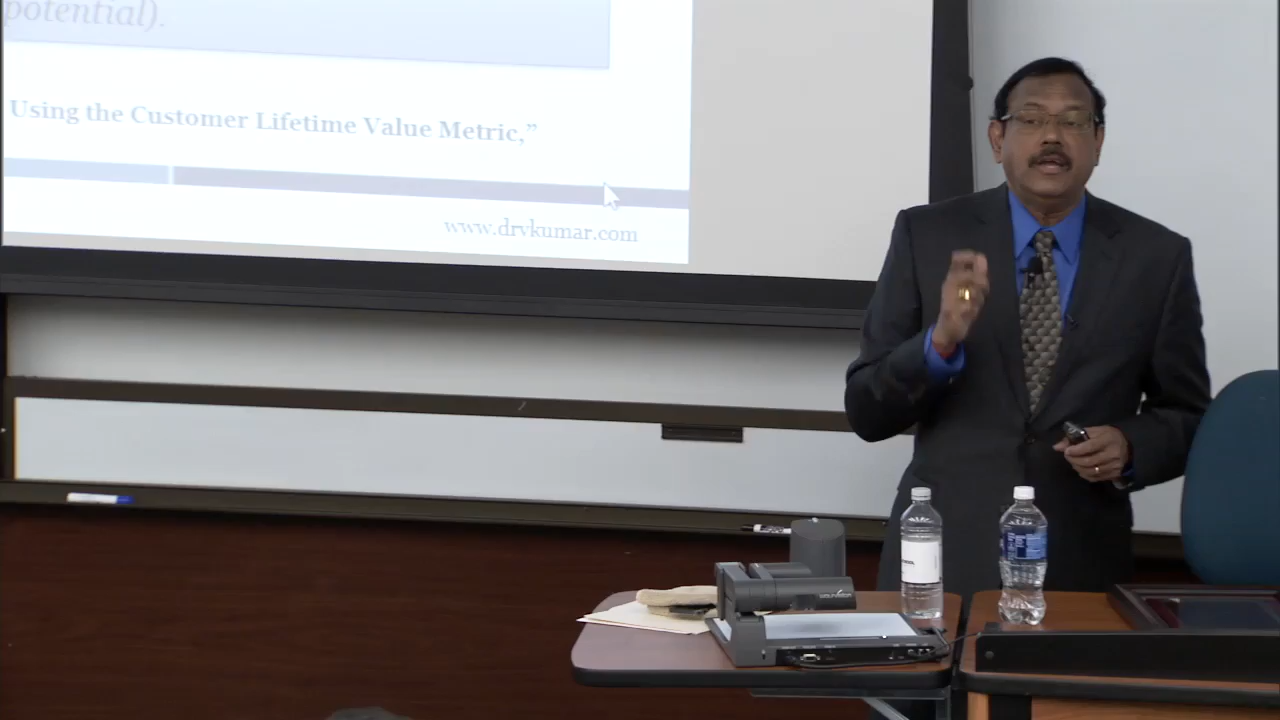 potential).
Using the Customer Lifetime Value Metric,”
www.drvkumar.com